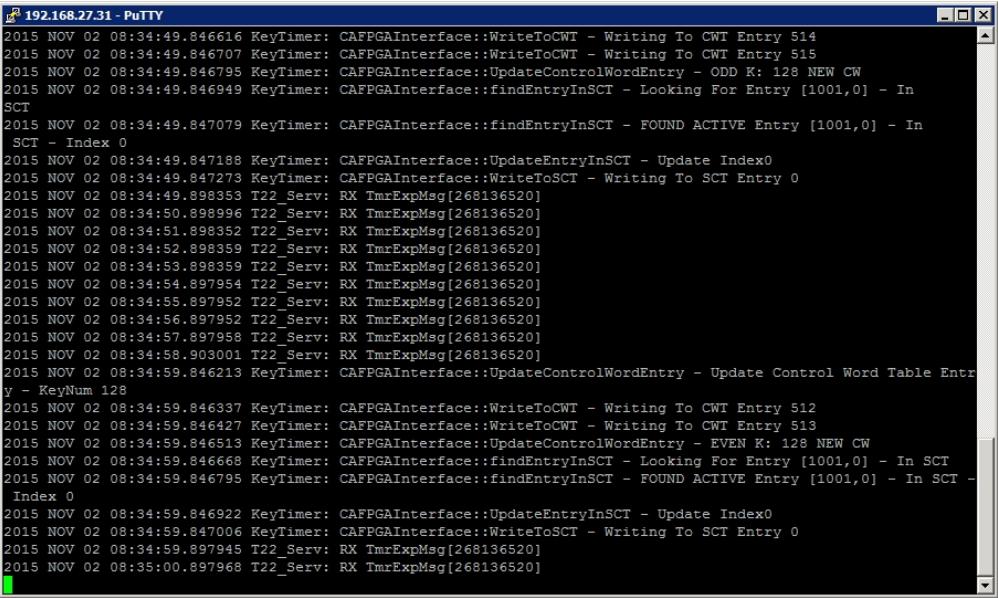 192.168.27.31 - PuTTY
2015 NOV 02 08:34:49.846616 KeyTimer: CAFPGAInterface::WriteToCWT - Writing To CWT Entry 514
2015 NOV 02 08:34:49.846707 KeyTimer: CAFPGAInterface::WriteToCWT - Writing To CWT Entry 515
2015 NOV 02 08:34:49.846795 KeyTimer: CAFPGAInterface::UpdateControlWordEntry - ODD K: 128 NEW CW
2015 NOV 02 08:34:49.846949 KeyTimer: CAFPGAInterface::findEntryInSCT - Looking For Entry [1001,0] - In
SCT
2015 NOV 02 08:34:49.847079 KeyTimer: CAFPGAInterface::findEntryInSCT - FOUND ACTIVE Entry [1001,0] - In
SCT - Index 0
2015 NOV 02 08:34:49.847188 KeyTimer: CAFPGAInterface::UpdateEntryInSCT - Update Index0
2015 NOV 02 08:34:49.847273 KeyTimer: CAFPGAInterface::WriteToSCT - Writing To SCT Entry 0
2015 NOV 02 08:34:49.898353 T22_Serv: RX TmrExpMsg[268136520]
2015 NOV 02 08:34:50.898996 T22_Serv: RX TmrExpMsg[268136520]
2015 NOV 02 08:34:51.898352 T22_Serv: RX TmrExpMsg[268136520]
2015 NOV 02 08:34:52.898359 T22_Serv: RX TmrExpMsg[268136520]
2015 NOV 02 08:34:53.898359 T22_Serv: RX TmrExpMsg[268136520]
2015 NOV 02 08:34:54.897954 T22_Serv: RX TmrExpMsg[268136520]
2015 NOV 02 08:34:55.897952 T22_Serv: RX TmrExpMsg[268136520]
2015 NOV 02 08:34:56.897952 T22_Serv: RX TmrExpMsg[268136520]
2015 NOV 02 08:34:57.897958 T22_Serv: RX TmrExpMsg[268136520]
2015 NOV 02 08:34:58.903001 T22_Serv: RX TmrExpMsg[268136520]
2015 NOV 02 08:34:59.846213 KeyTimer: CAFPGAInterface::UpdateControlWordEntry - Update Control Word Table Entr
y - KeyNum 128
2015 NOV 02 08:34:59.846337 KeyTimer: CAFPGAInterface::WriteToCWT - Writing To CWT Entry 512
2015 NOV 02 08:34:59.846427 KeyTimer: CAFPGAInterface::WriteToCWT - Writing To CWT Entry 513
2015 NOV 02 08:34:59.846513 KeyTimer: CAFPGAInterface::UpdateControlWordEntry - EVEN K: 128 NEW CW
2015 NOV 02 08:34:59.846668 KeyTimer: CAFPGAInterface::findEntryInSCT - Looking For Entry [1001,0] - In SCT
2015 NOV 02 08:34:59.846795 KeyTimer: CAFPGAInterface::findEntryInSCT - FOUND ACTIVE Entry [1001,0] - In SCT -
Index 0
2015 NOV 02 08:34:59.846922 KeyTimer: CAFPGAInterface::UpdateEntryInSCT - Update Index0
2015 NOV 02 08:34:59.847006 KeyTimer: CAFPGAInterface::WriteToSCT - Writing To SCT Entry 0
2015 NOV 02 08:34:59.897945 T22_Serv: RX TmrExpMsg[268136520]
2015 NOV 02 08:35:00.897968 T22_Serv: RX TmrExpMsg[268136520]